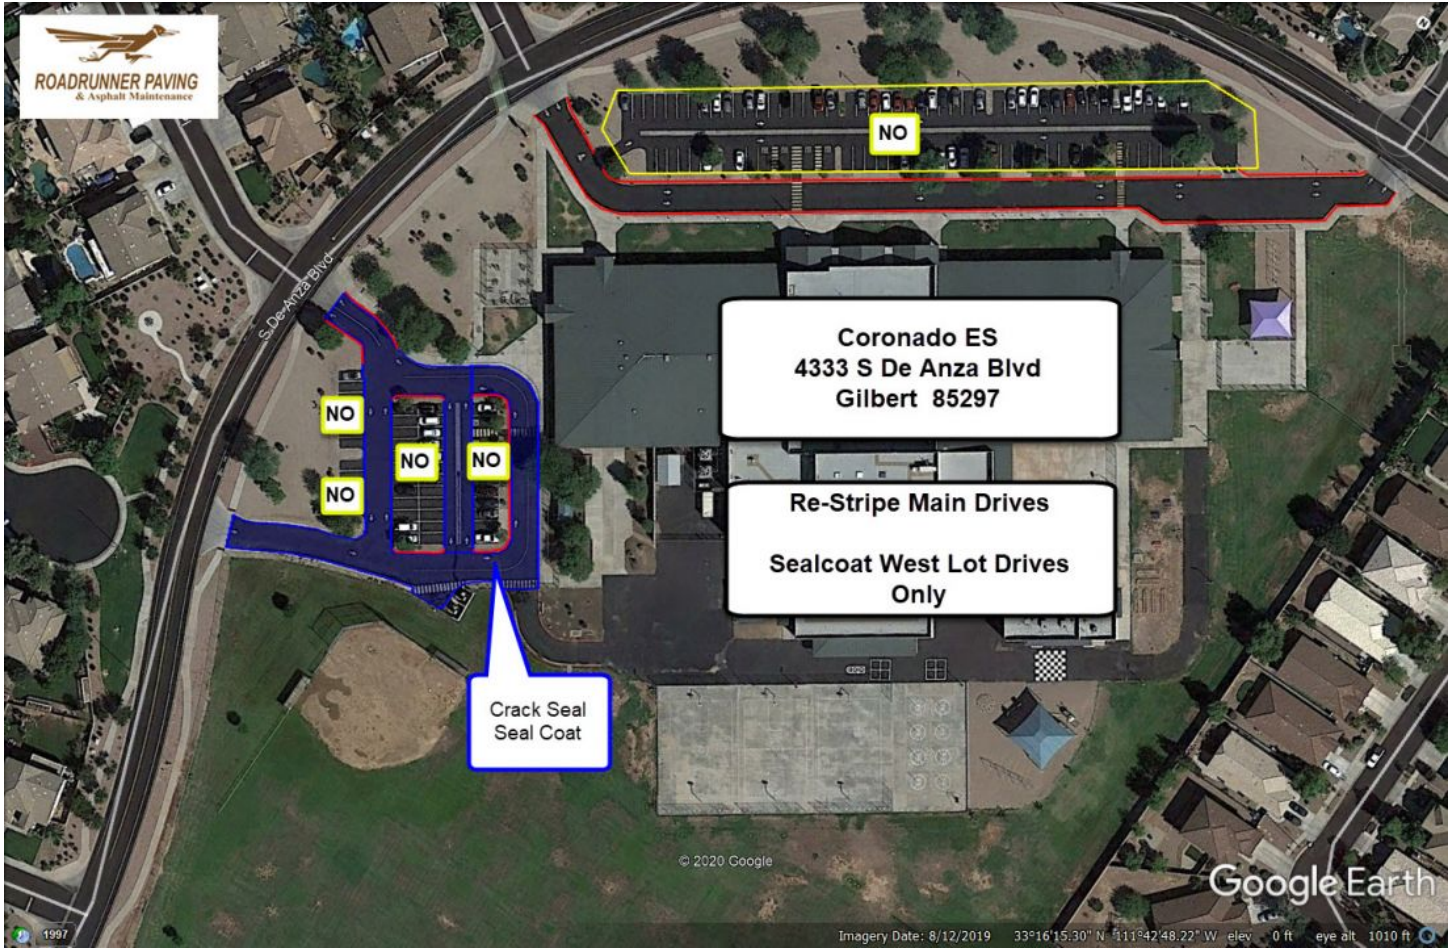 ROADRUNNER PAVING
& Asphalt Maintenance
NO
S De Anza Blvd
Coronado ES
4333 S De Anza Blvd
Gilbert 85297
NO
NO
NO
NO
Re-Stripe Main Drives
Sealcoat West Lot Drives
Only
Crack Seal
Seal Coat
© 2020 Google
Google Earth
1997
Imagery Date: 8/12/2019 33°16'15.30" N 111°42'48.22" W elev 0 ft eye alt 1010 ft